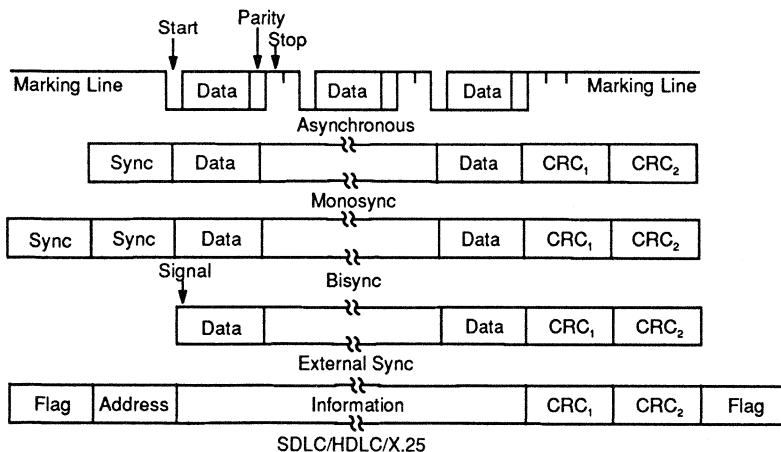 Parity
Start
Stop
Marking Line Data Data Data Marking Line
Asynchronous
Sync Data Data CRC₁ CRC₂
Monosync
Sync Sync Data Data CRC₁ CRC₂
Signal
Bisync
Data Data CRC₁ CRC₂
External Sync
Flag Address Information CRC₁ CRC₂ Flag
SDLC/HDLC/X.25